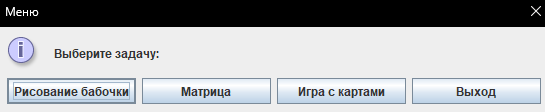 Меню
Выберите задачу:
Рисование бабочки Матрица Игра с картами Выход